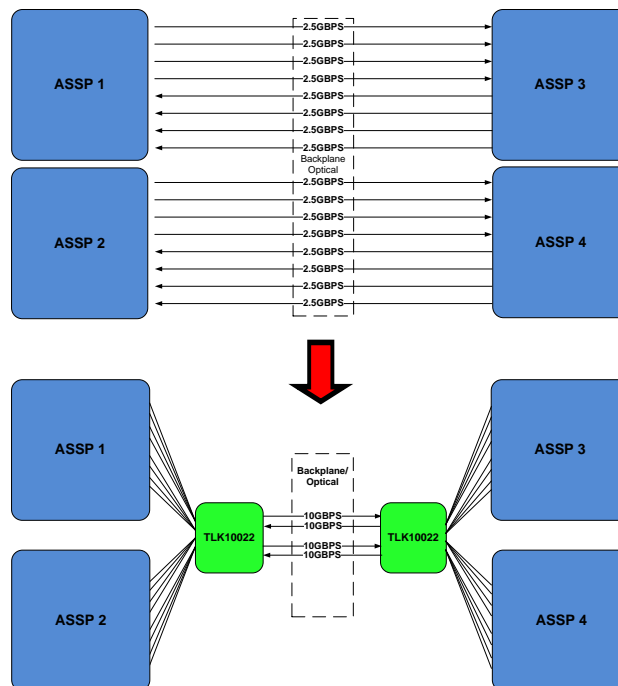 2.5GBPS
2.5GBPS
2.5GBPS
2.5GBPS
ASSP 1
ASSP 3
2.5GBPS
2.5GBPS
2.5GBPS
2.5GBPS
Backplane
Optical
2.5GBPS
2.5GBPS
2.5GBPS
2.5GBPS
ASSP 2
ASSP 4
2.5GBPS
2.5GBPS
2.5GBPS
2.5GBPS
ASSP 1
ASSP 3
Backplane/
Optical
10GBPS
10GBPS
TLK10022
TLK10022
10GBPS
10GBPS
ASSP 2
ASSP 4